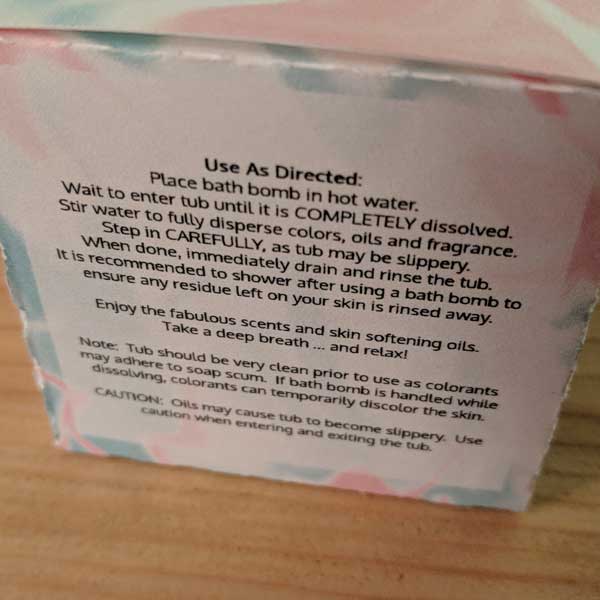 Use As Directed:
Place bath bomb in hot water.
Wait to enter tub until it is COMPLETELY dissolved.
Stir water to fully disperse colors, oils and fragrance.
Step in CAREFULLY, as tub may be slippery.
When done, immediately drain and rinse the tub.
It is recommended to shower after using a bath bomb to
ensure any residue left on your skin is rinsed away.
Enjoy the fabulous scents and skin softening oils.
Take a deep breath ... and relax!
Note: Tub should be very clean prior to use as colorants
may adhere to soap scum. If bath bomb is handled while
dissolving, colorants can temporarily discolor the skin.
CAUTION: Oils may cause tub to become slippery. Use
caution when entering and exiting the tub.